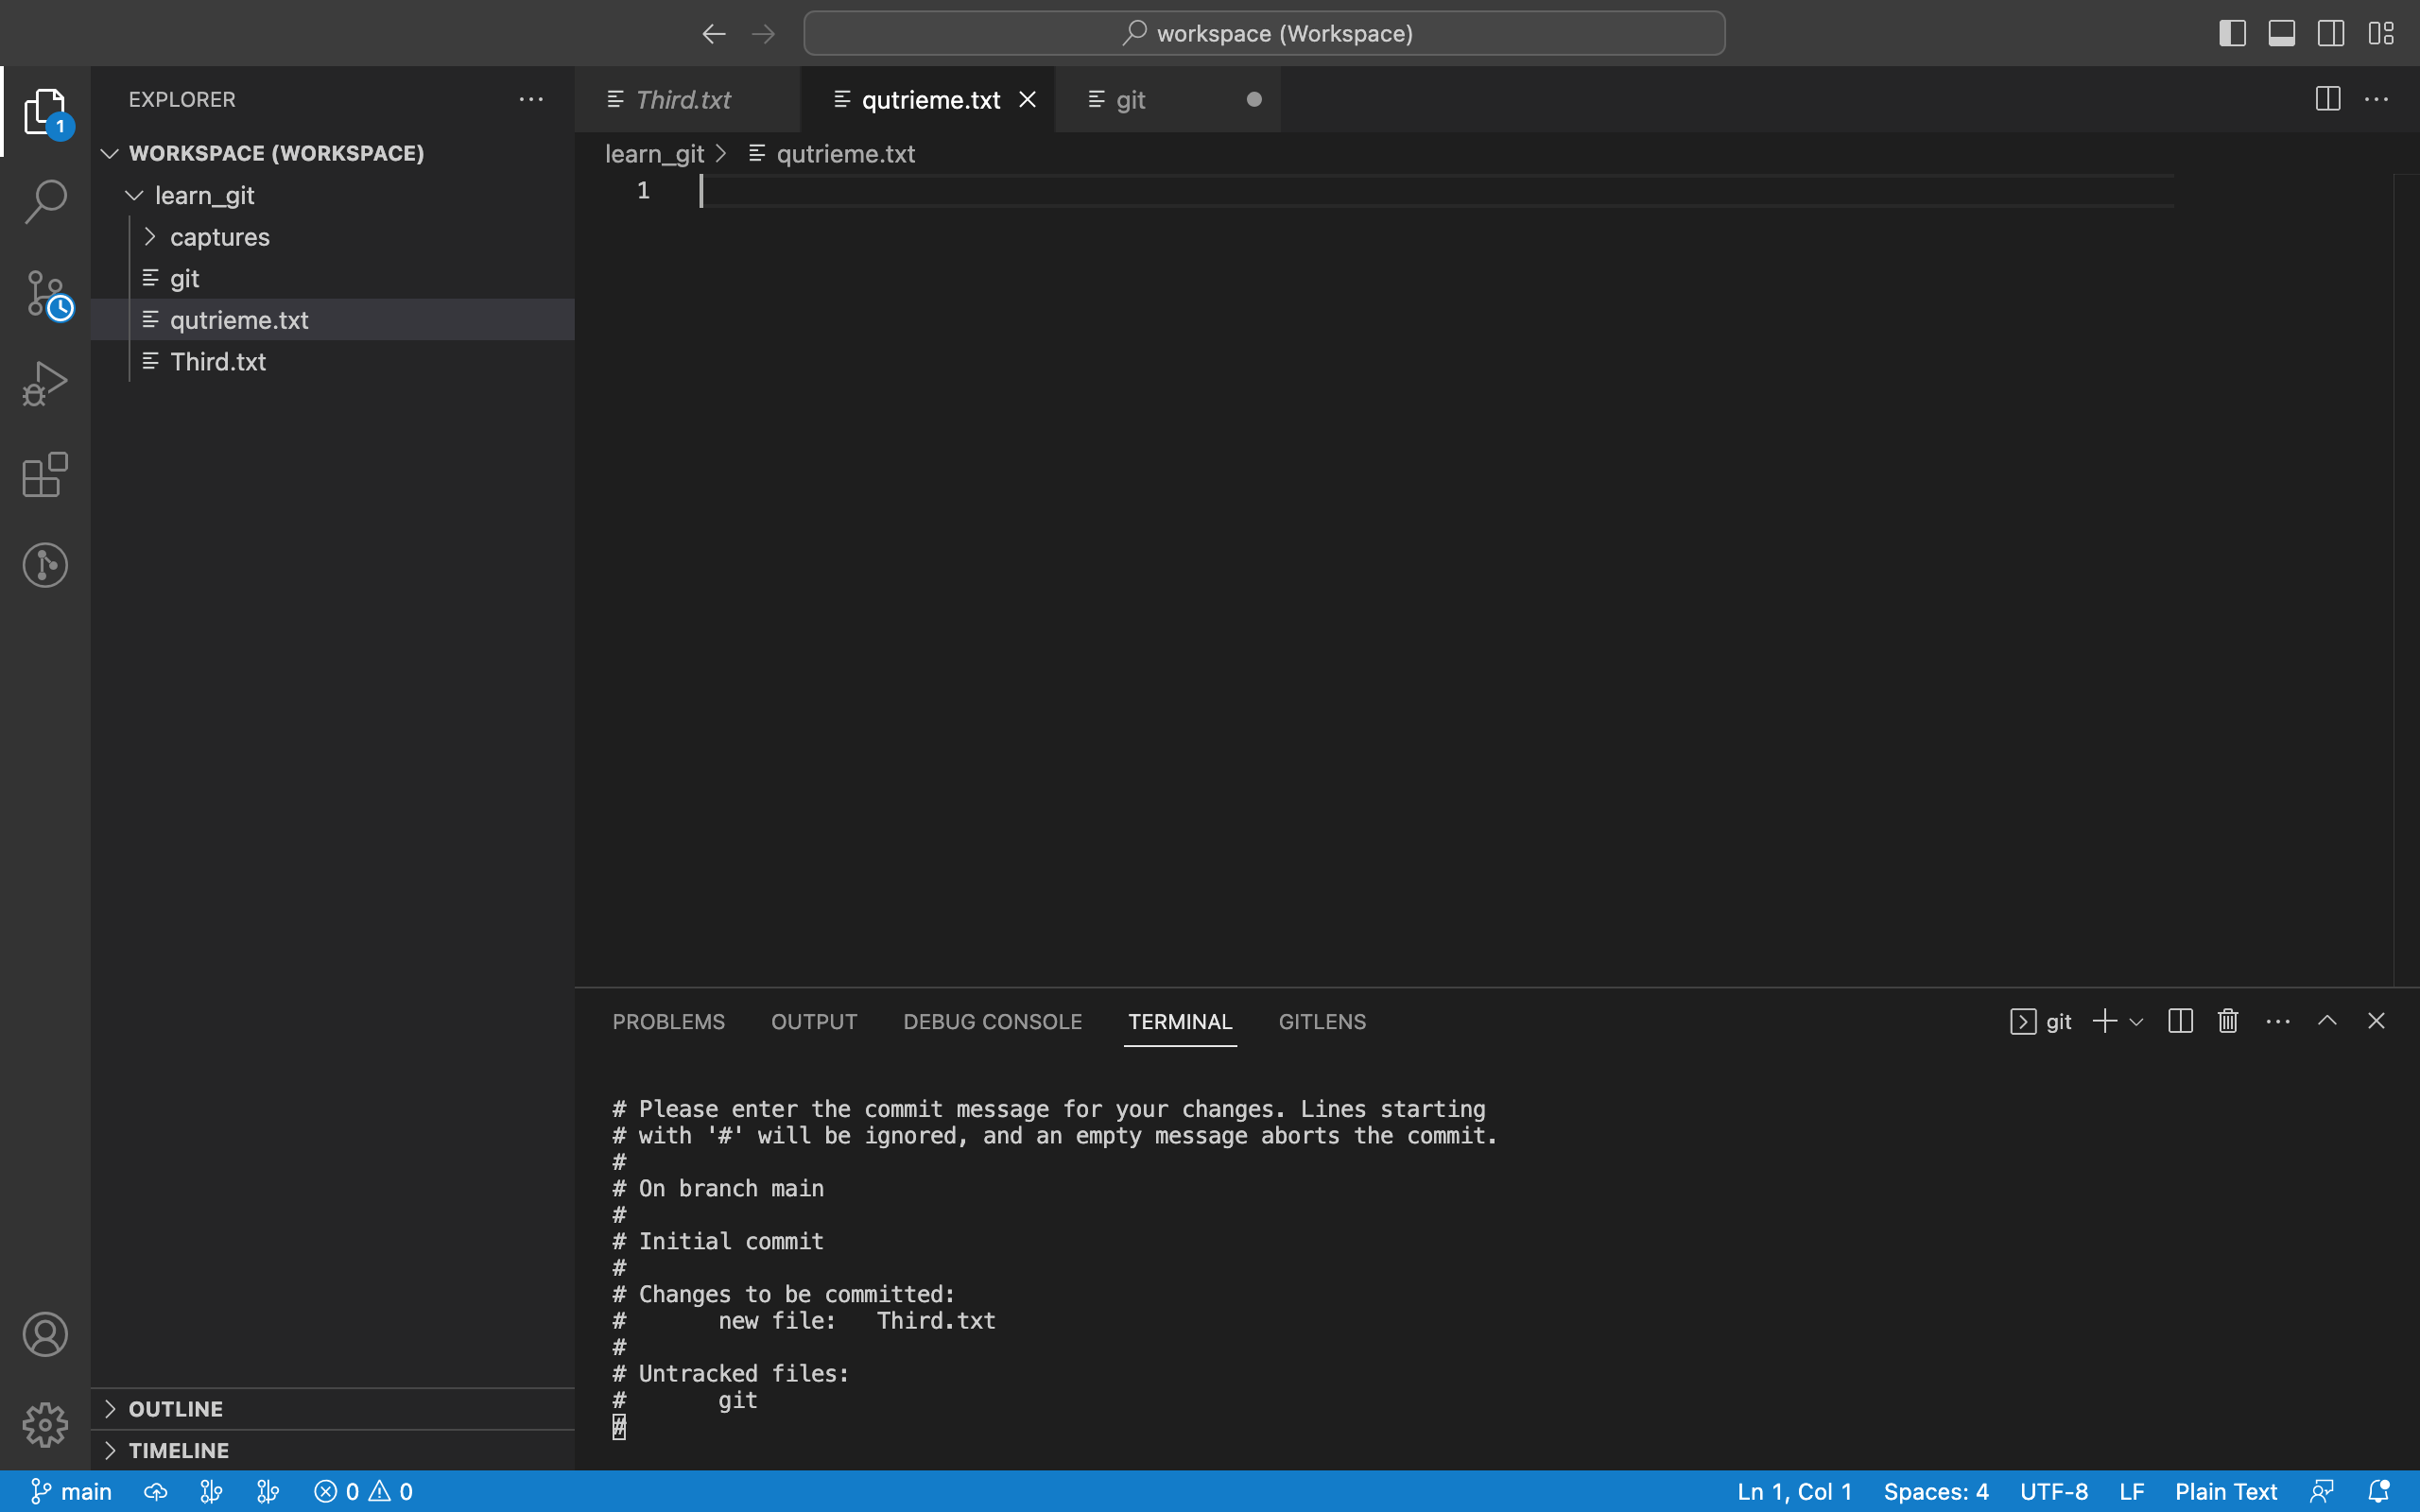 workspace (Workspace)
EXPLORER
1
WORKSPACE (WORKSPACE)
learn_git
captures
git
qutrieme.txt
Third.txt
OUTLINE
TIMELINE
Third.txt
qutrieme.txt
git
learn_git > qutrieme.txt
1
PROBLEMS OUTPUT DEBUG CONSOLE TERMINAL GITLENS
git
# Please enter the commit message for your changes. Lines starting
# with '#' will be ignored, and an empty message aborts the commit.
#
# On branch main
#
# Initial commit
#
# Changes to be committed:
#       new file:   Third.txt
#
# Untracked files:
#       git
#
main 0 0 Ln 1, Col 1 Spaces: 4 UTF-8 LF Plain Text